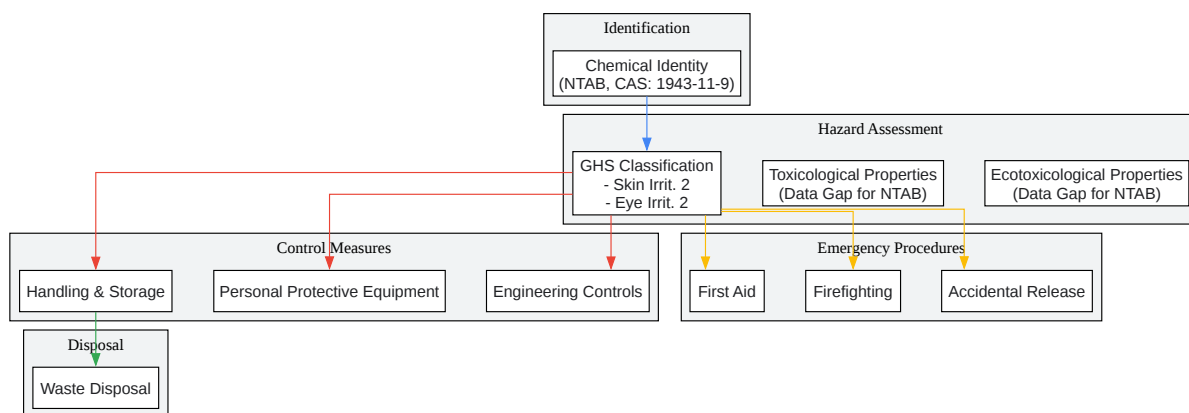 Identification
Chemical Identity
(NTAB, CAS: 1943-11-9)
Hazard Assessment
GHS Classification
- Skin Irrit. 2
- Eye Irrit. 2
Toxicological Properties
(Data Gap for NTAB)
Ecotoxicological Properties
(Data Gap for NTAB)
Control Measures
Handling & Storage
Personal Protective Equipment
Engineering Controls
Emergency Procedures
First Aid
Firefighting
Accidental Release
Disposal
Waste Disposal